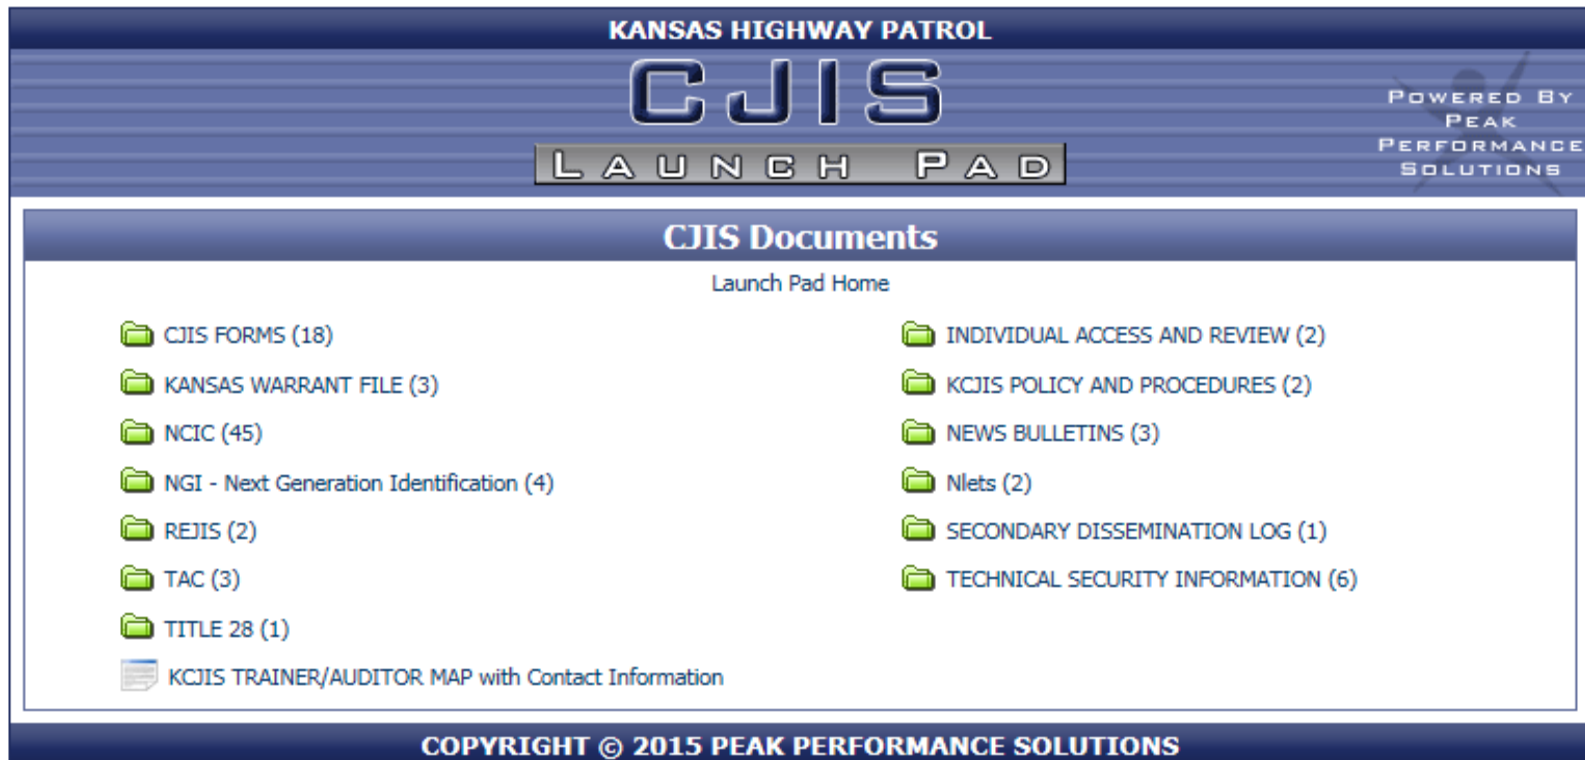 KANSAS HIGHWAY PATROL
CJIS
LAUNCH PAD
POWERED BY
PEAK
PERFORMANCE
SOLUTIONS
CJIS Documents
Launch Pad Home
CJIS FORMS (18)
KANSAS WARRANT FILE (3)
NCIC (45)
NGI - Next Generation Identification (4)
REJIS (2)
TAC (3)
TITLE 28 (1)
KCJIS TRAINER/AUDITOR MAP with Contact Information
INDIVIDUAL ACCESS AND REVIEW (2)
KCJIS POLICY AND PROCEDURES (2)
NEWS BULLETINS (3)
Nlets (2)
SECONDARY DISSEMINATION LOG (1)
TECHNICAL SECURITY INFORMATION (6)
COPYRIGHT © 2015 PEAK PERFORMANCE SOLUTIONS